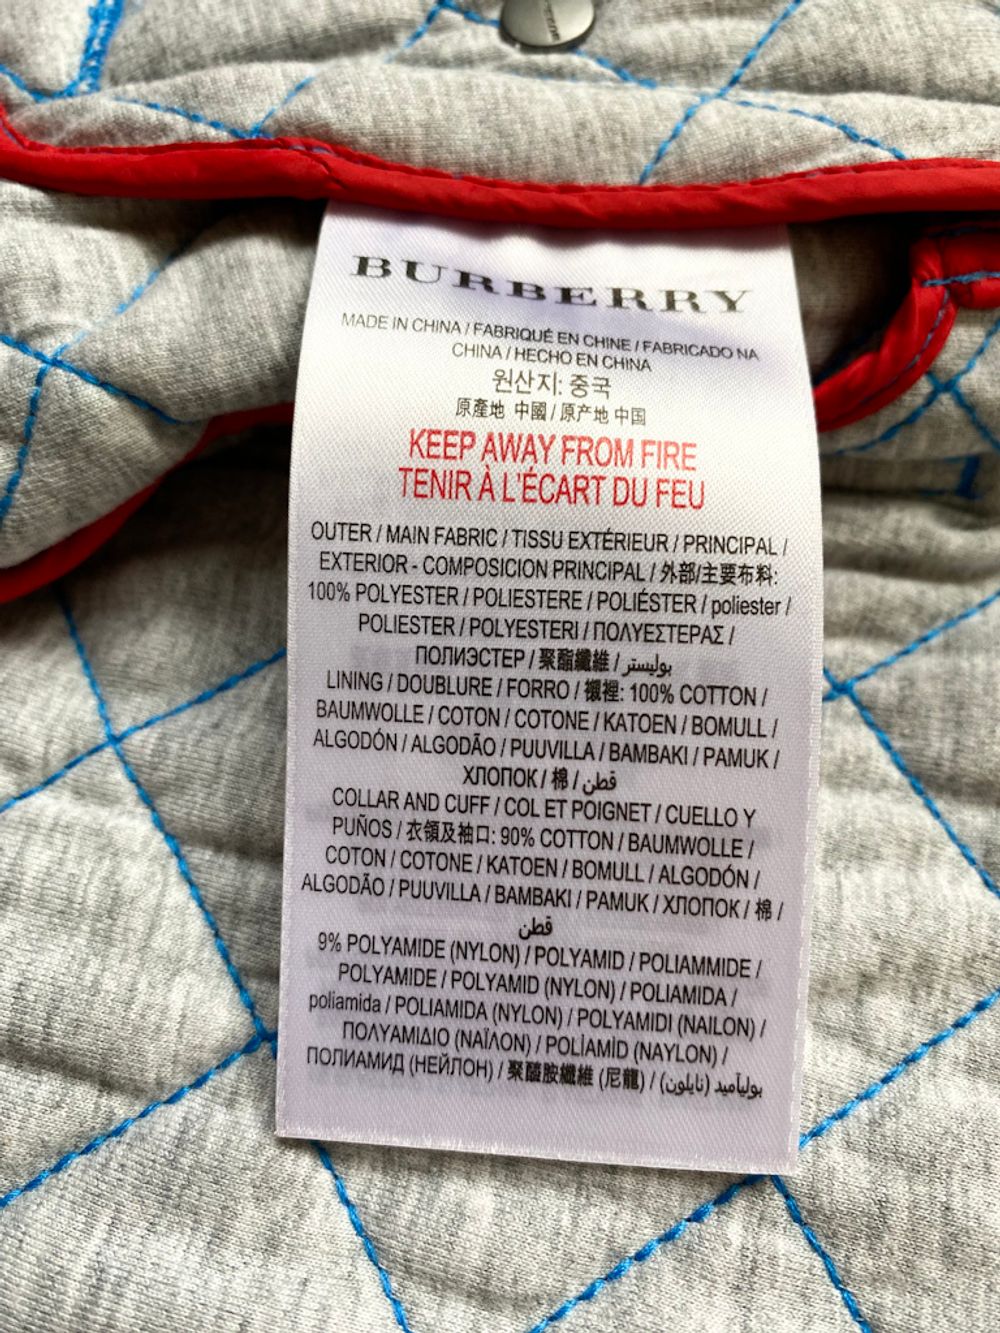 BURBERRY
MADE IN CHINA / FABRIQUÉ EN CHINE / FABRICADO NA
CHINA / HECHO EN CHINA
원산지: 중국
原產地 中國 / 原产地 中国
KEEP AWAY FROM FIRE
TENIR À L'ÉCART DU FEU
OUTER / MAIN FABRIC / TISSU EXTÉRIEUR / PRINCIPAL /
EXTERIOR - COMPOSICION PRINCIPAL / 外部/主要布料:
100% POLYESTER / POLIESTERE / POLIÉSTER / poliester /
POLIESTER / POLYESTERI / ΠΟΛΥΕΣΤΕΡΑΣ /
ПОЛИЭСТЕР / 聚酯纖維 / بوليستر
LINING / DOUBLURE / FORRO / 襯裡: 100% COTTON /
BAUMWOLLE / COTON / COTONE / KATOEN / BOMULL /
ALGODÓN / ALGODÃO / PUUVILLA / BAMBAKI / PAMUK /
ХЛОПОК / 棉 / قطن
COLLAR AND CUFF / COL ET POIGNET / CUELLO Y
PUÑOS / 衣領及袖口: 90% COTTON / BAUMWOLLE /
COTON / COTONE / KATOEN / BOMULL / ALGODÓN /
ALGODÃO / PUUVILLA / BAMBAKI / PAMUK / ХЛОПОК / 棉 /
قطن
9% POLYAMIDE (NYLON) / POLYAMID / POLIAMMIDE /
POLYAMIDE / POLYAMID (NYLON) / POLIAMIDA /
poliamida / POLIAMIDA (NYLON) / POLYAMIDI (NAILON) /
ΠΟΛΥΑΜΙΔΙΟ (ΝΑΪΛΟΝ) / POLİAMİD (NAYLON) /
ПОЛИАМИД (НЕЙЛОН) / 聚醯胺纖維 (尼龍) / بوليآميد (نايلون)